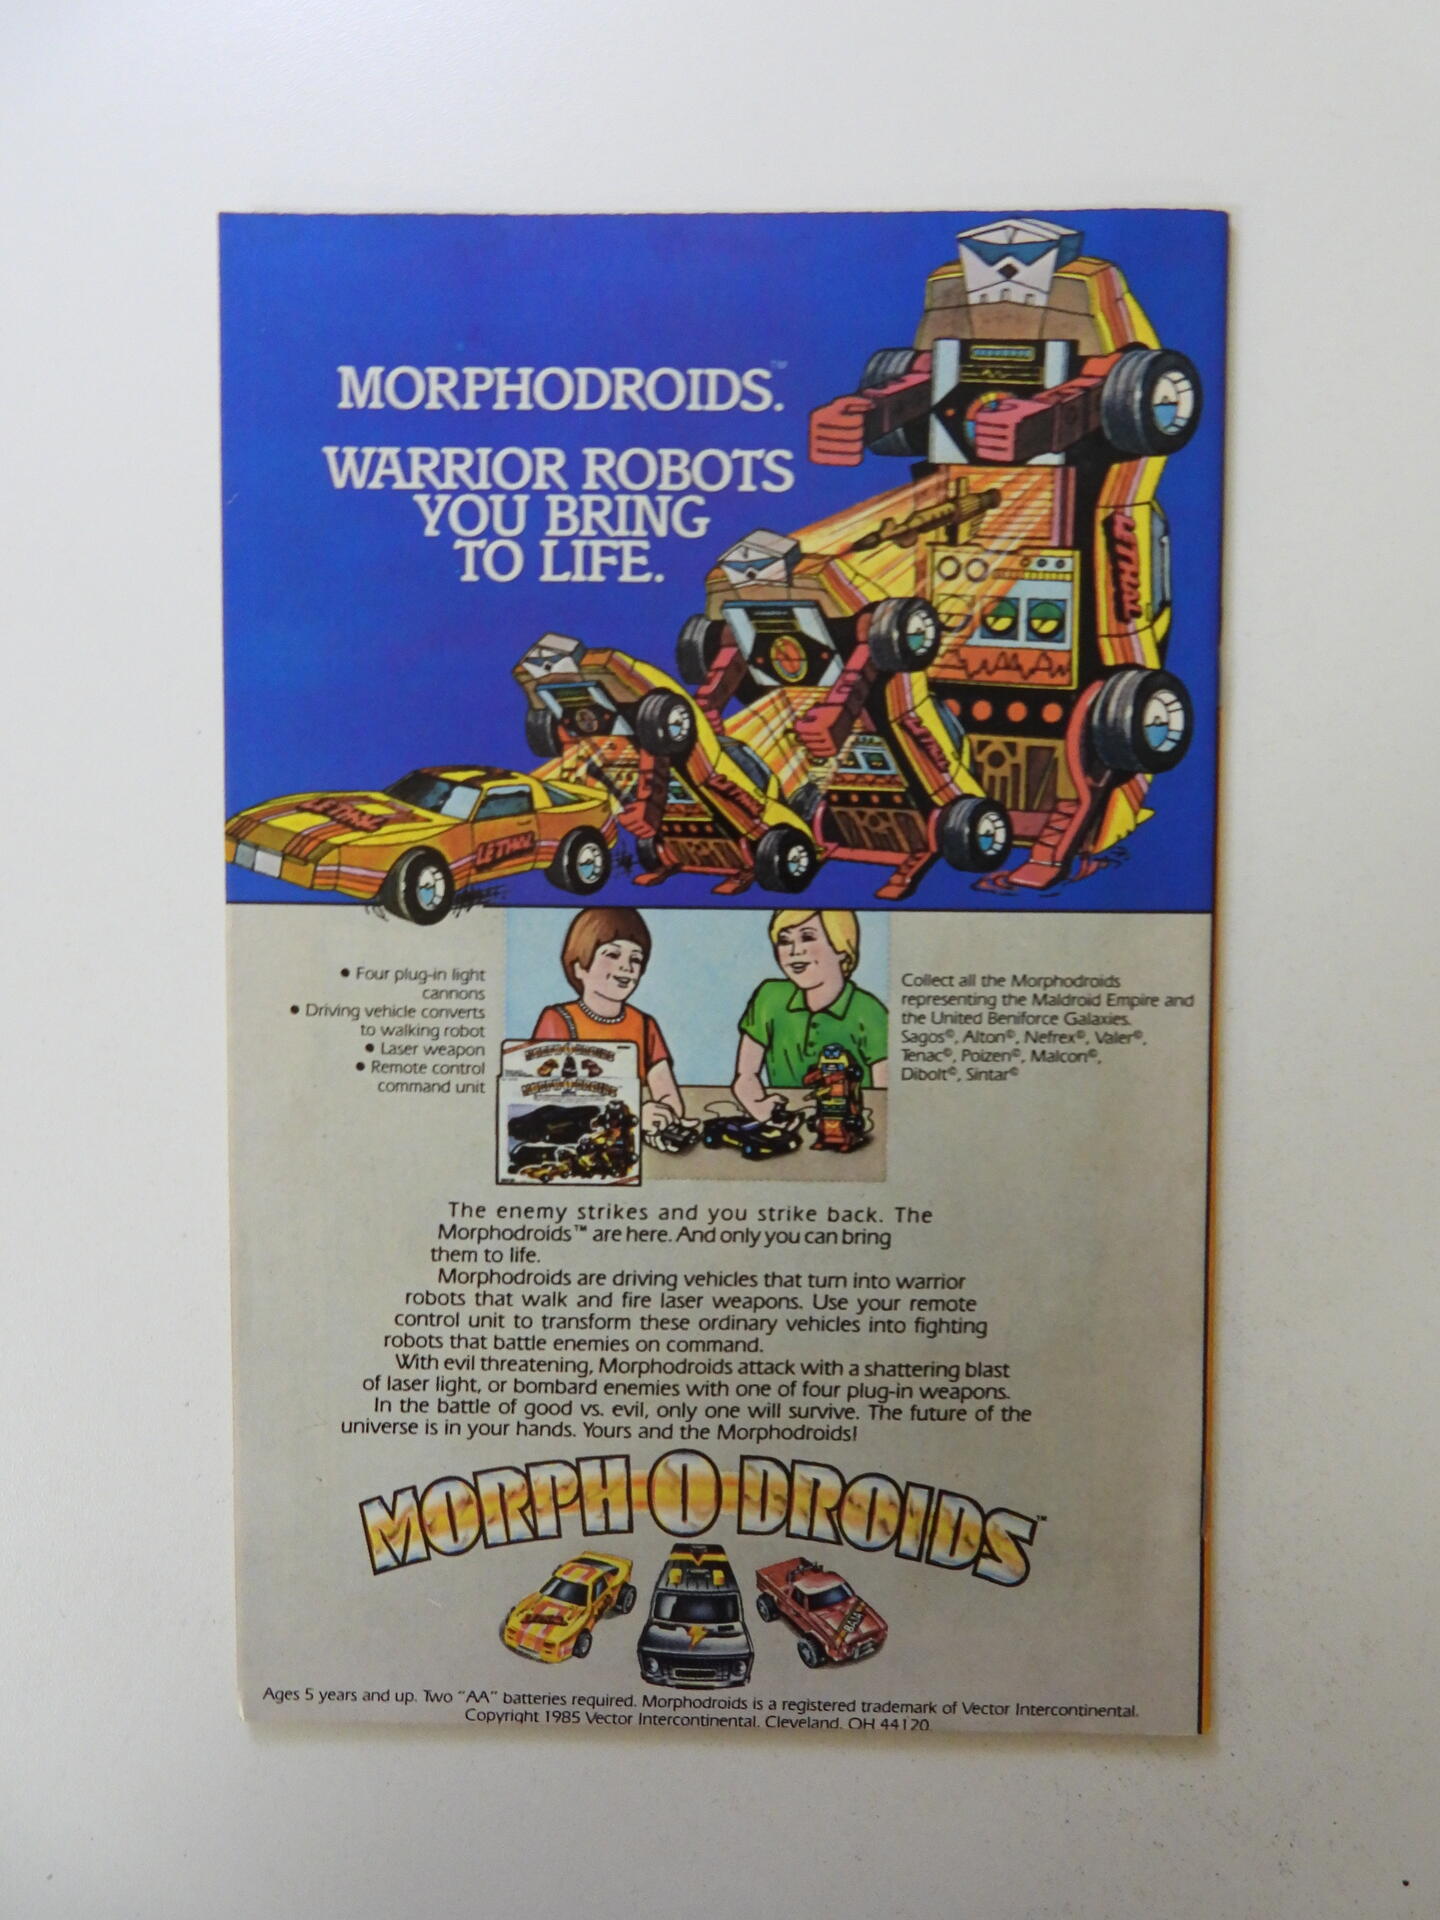 MORPHODROIDS.™
WARRIOR ROBOTS
YOU BRING
TO LIFE.
LETHAL
LETHAL
LETHAL
LETHAL
LETHAL
• Four plug-in light
cannons
• Driving vehicle converts
to walking robot
• Laser weapon
• Remote control
command unit
MORPH O DROIDS
MORPH O DROIDS
Collect all the Morphodroids
representing the Maldroid Empire and
the United Beniforce Galaxies.
Sagos©, Alton©, Nefrex©, Valer©,
Tenac©, Poizen©, Malcon©,
Dibolt©, Sintar©
The enemy strikes and you strike back. The
Morphodroids™ are here. And only you can bring
them to life.
Morphodroids are driving vehicles that turn into warrior
robots that walk and fire laser weapons. Use your remote
control unit to transform these ordinary vehicles into fighting
robots that battle enemies on command.
With evil threatening, Morphodroids attack with a shattering blast
of laser light, or bombard enemies with one of four plug-in weapons.
In the battle of good vs. evil, only one will survive. The future of the
universe is in your hands. Yours and the Morphodroids!
MORPH O DROIDS™
LETHAL
BAJA
Ages 5 years and up. Two "AA" batteries required. Morphodroids is a registered trademark of Vector Intercontinental.
Copyright 1985 Vector Intercontinental. Cleveland, OH 44120